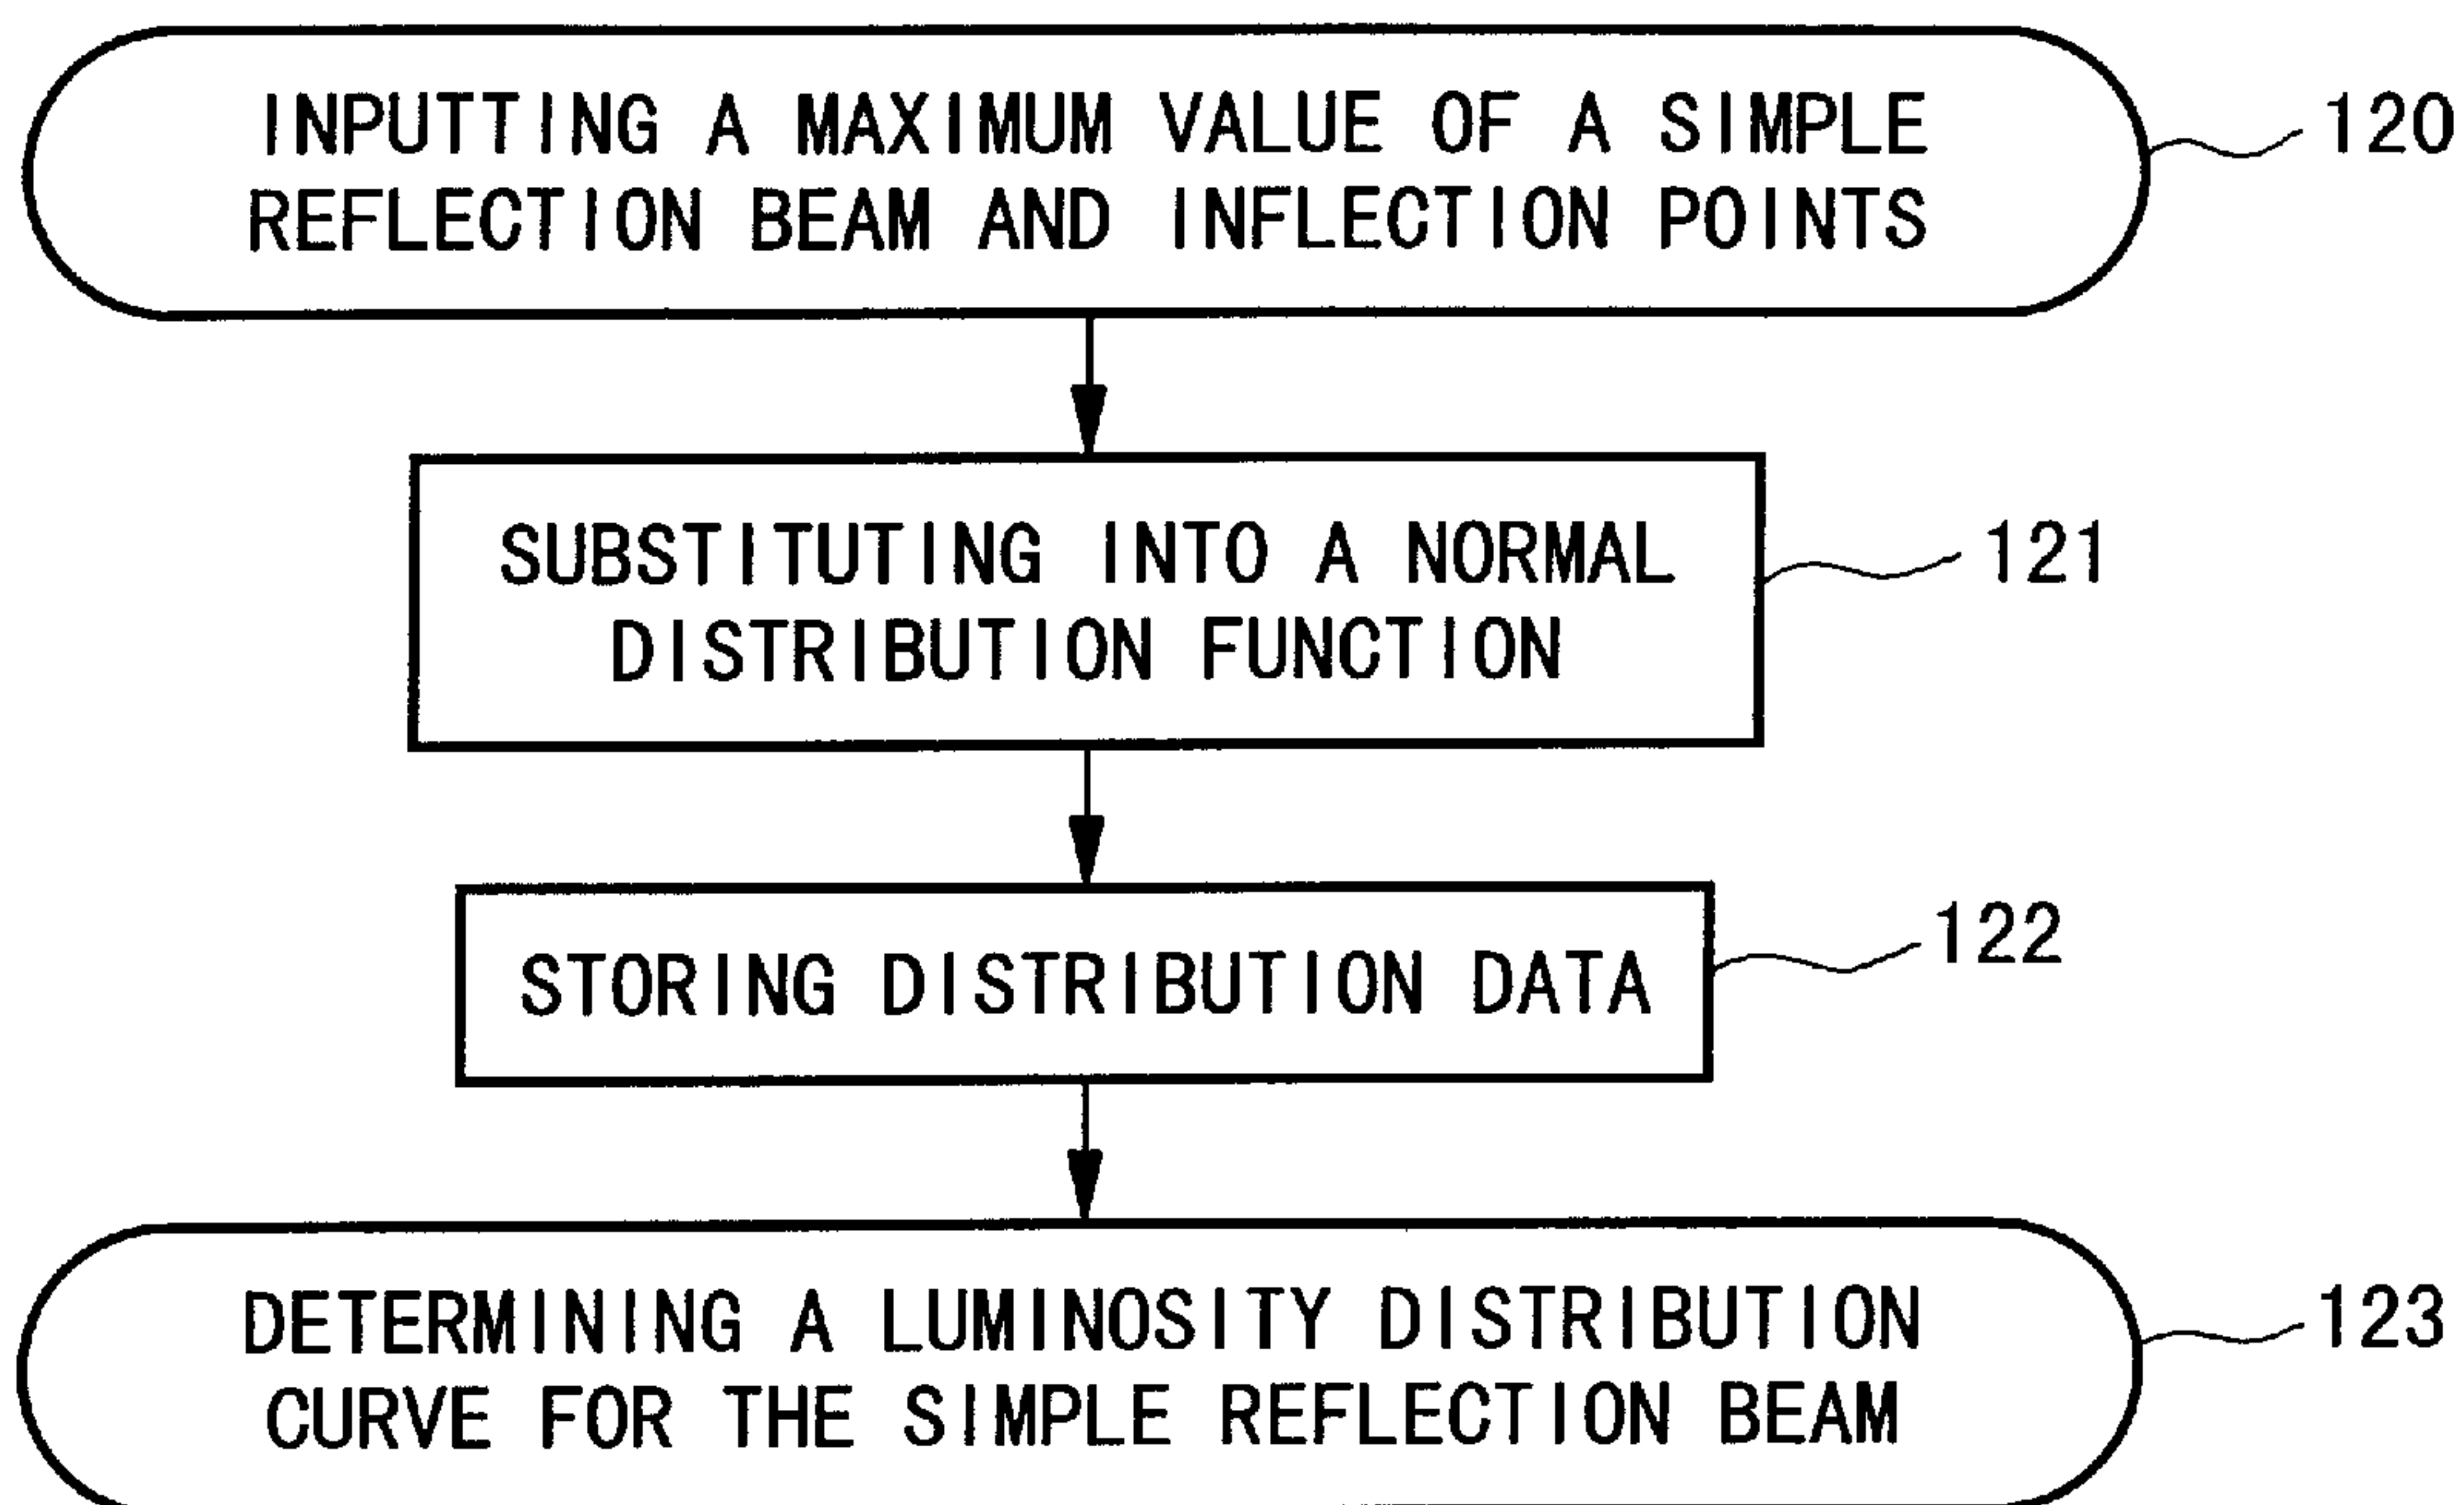 INPUTTING A MAXIMUM VALUE OF A SIMPLE
REFLECTION BEAM AND INFLECTION POINTS
120
SUBSTITUTING INTO A NORMAL
DISTRIBUTION FUNCTION
121
STORING DISTRIBUTION DATA
122
DETERMINING A LUMINOSITY DISTRIBUTION
CURVE FOR THE SIMPLE REFLECTION BEAM
123